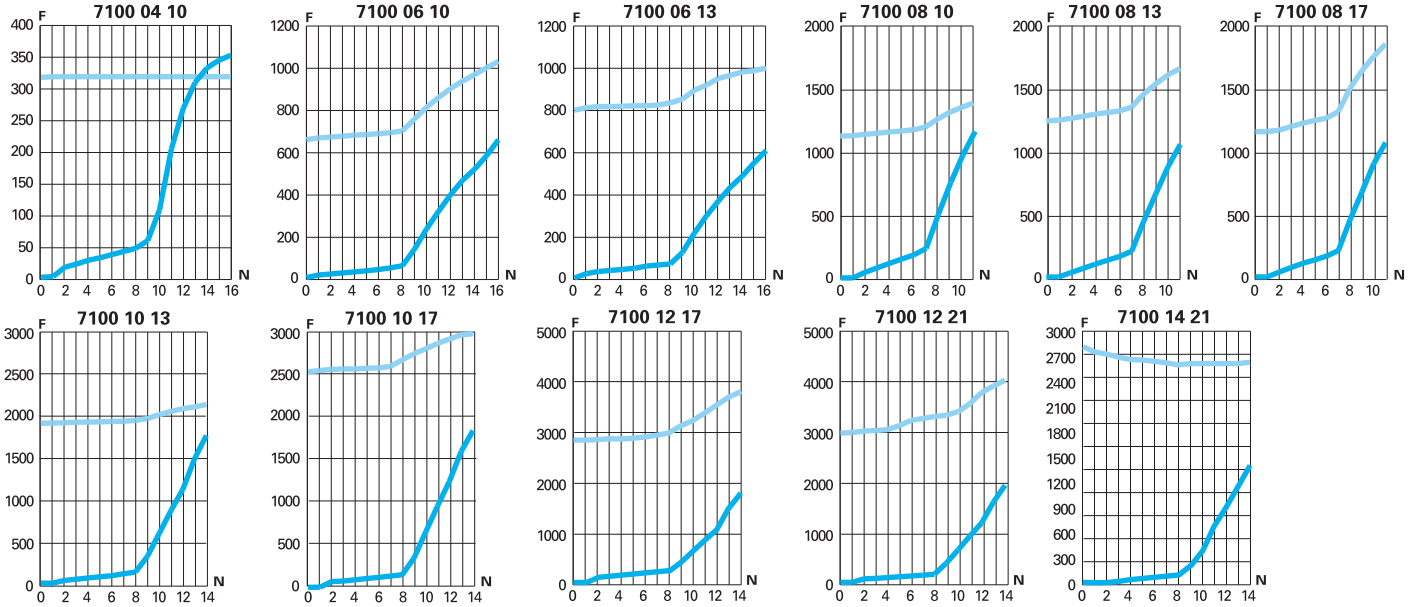 7100 04 10
F
400
350
300
250
200
150
100
50
0
0 2 4 6 8 10 12 14 16
N
7100 06 10
F
1200
1000
800
600
400
200
0
0 2 4 6 8 10 12 14 16
N
7100 06 13
F
1200
1000
800
600
400
200
0
0 2 4 6 8 10 12 14 16
N
7100 08 10
F
2000
1500
1000
500
0
0 2 4 6 8 10
N
7100 08 13
F
2000
1500
1000
500
0
0 2 4 6 8 10
N
7100 08 17
F
2000
1500
1000
500
0
0 2 4 6 8 10
N
7100 10 13
F
3000
2500
2000
1500
1000
500
0
0 2 4 6 8 10 12 14
N
7100 10 17
F
3000
2500
2000
1500
1000
500
0
0 2 4 6 8 10 12 14
N
7100 12 17
F
5000
4000
3000
2000
1000
0
0 2 4 6 8 10 12 14
N
7100 12 21
F
5000
4000
3000
2000
1000
0
0 2 4 6 8 10 12 14
N
7100 14 21
F
3000
2700
2400
2100
1800
1500
1200
900
600
300
0
0 2 4 6 8 10 12 14
N